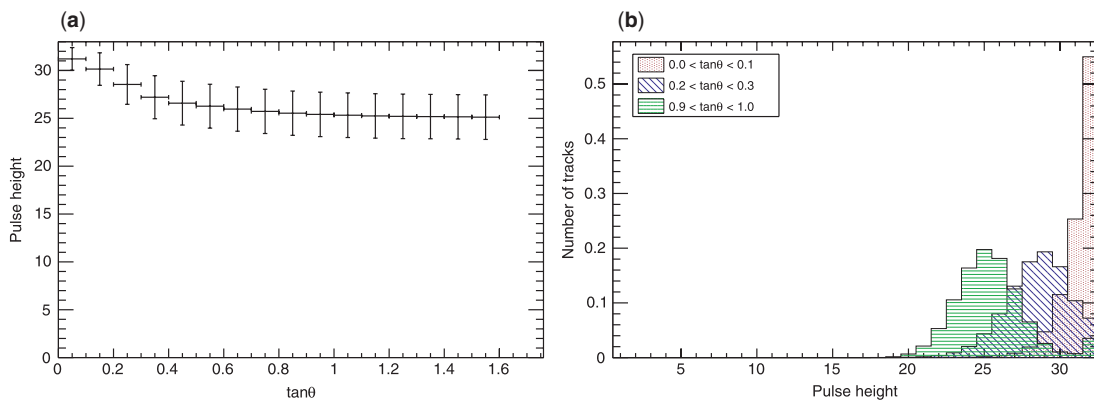 (a)
Pulse height
30
25
20
15
10
5
0
0 0.2 0.4 0.6 0.8 1 1.2 1.4 1.6
tanθ
(b)
Number of tracks
0.5
0.4
0.3
0.2
0.1
0
0.0 < tanθ < 0.1
0.2 < tanθ < 0.3
0.9 < tanθ < 1.0
5 10 15 20 25 30
Pulse height